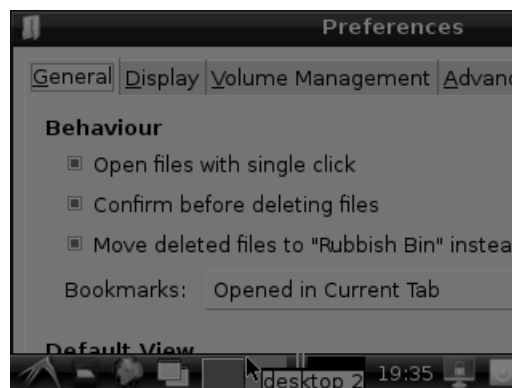 Preferences
General Display Volume Management Advanc
Behaviour
Open files with single click
Confirm before deleting files
Move deleted files to "Rubbish Bin" instea
Bookmarks: Opened in Current Tab
Default View
desktop 2 19:35